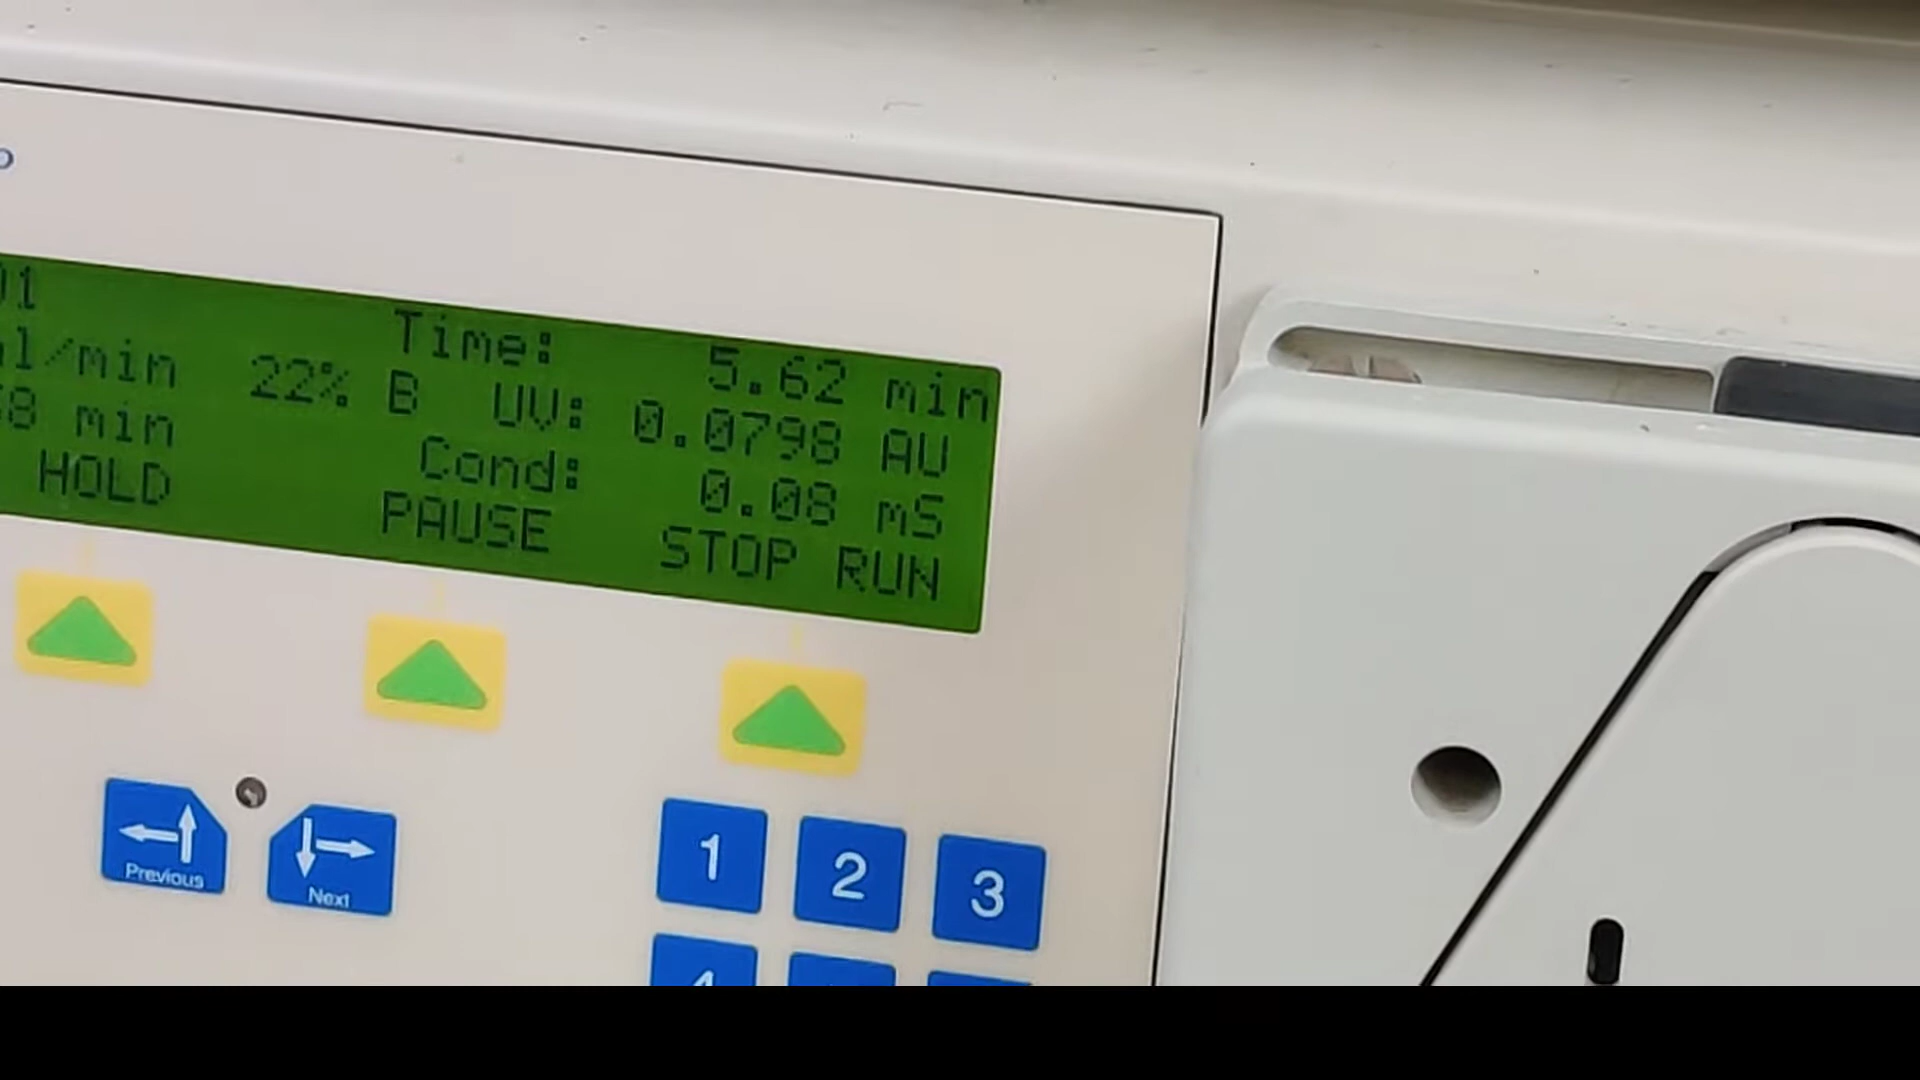 Time: 5.62 min
l/min 22% B UV: 0.0798 AU
8 min Cond: 0.08 mS
HOLD PAUSE STOP RUN
Previous
Next
1 2 3